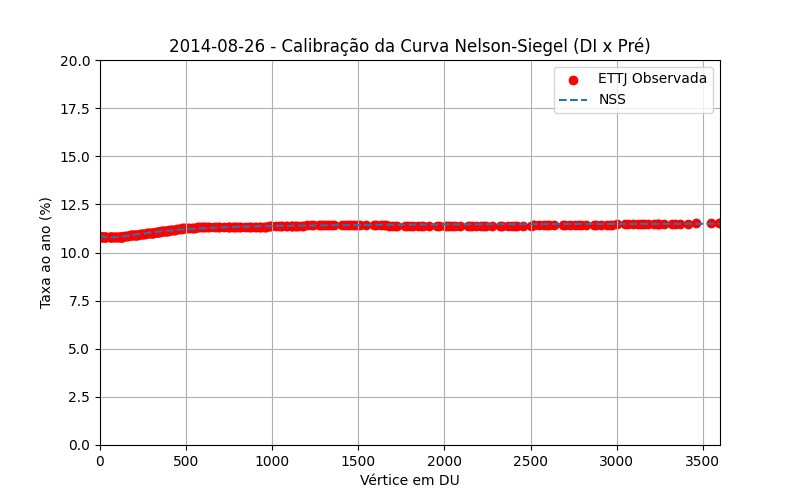 2014-08-26 - Calibração da Curva Nelson-Siegel (DI x Pré)
ETTJ Observada
NSS
20.0
17.5
15.0
12.5
10.0
7.5
5.0
2.5
0.0
Taxa ao ano (%)
0 500 1000 1500 2000 2500 3000 3500
Vértice em DU